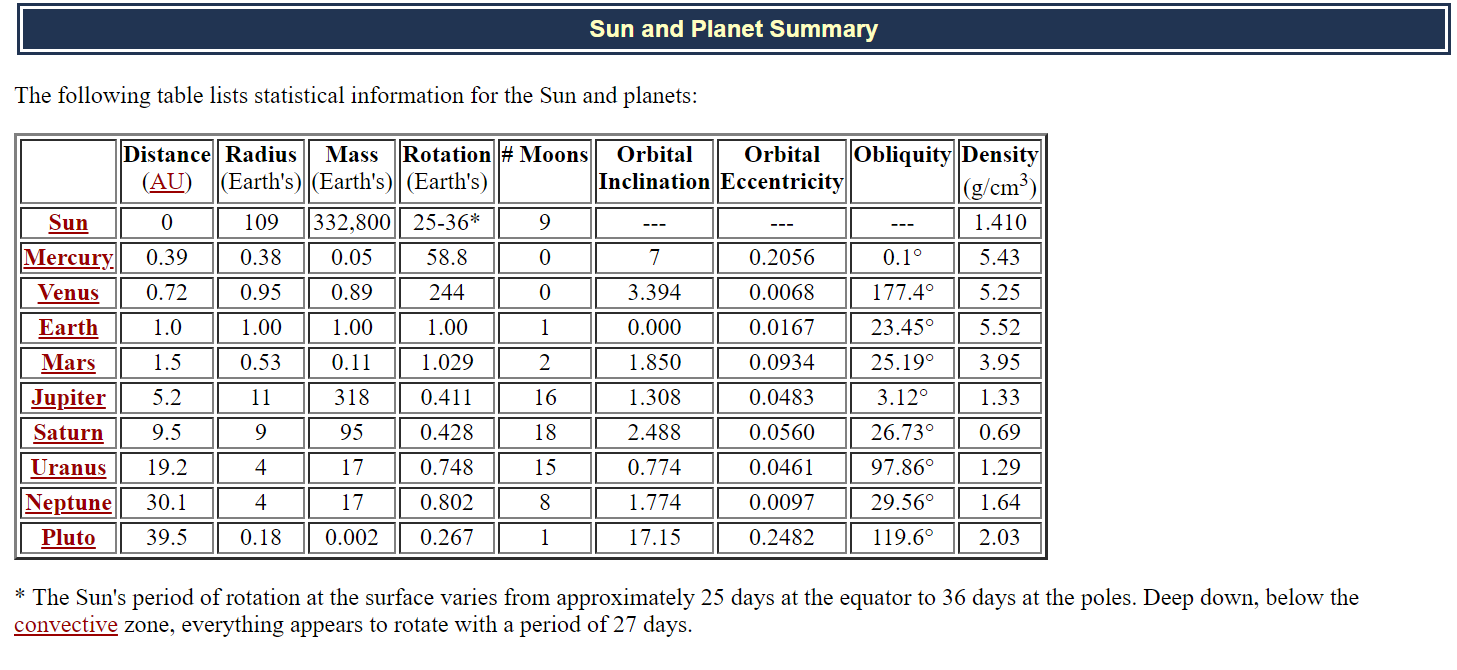 Sun and Planet Summary
The following table lists statistical information for the Sun and planets:
Distance (AU) Radius (Earth's) Mass (Earth's) Rotation (Earth's) # Moons Orbital Inclination Orbital Eccentricity Obliquity Density (g/cm³)
Sun 0 109 332,800 25-36* 9 --- --- --- 1.410
Mercury 0.39 0.38 0.05 58.8 0 7 0.2056 0.1° 5.43
Venus 0.72 0.95 0.89 244 0 3.394 0.0068 177.4° 5.25
Earth 1.0 1.00 1.00 1.00 1 0.000 0.0167 23.45° 5.52
Mars 1.5 0.53 0.11 1.029 2 1.850 0.0934 25.19° 3.95
Jupiter 5.2 11 318 0.411 16 1.308 0.0483 3.12° 1.33
Saturn 9.5 9 95 0.428 18 2.488 0.0560 26.73° 0.69
Uranus 19.2 4 17 0.748 15 0.774 0.0461 97.86° 1.29
Neptune 30.1 4 17 0.802 8 1.774 0.0097 29.56° 1.64
Pluto 39.5 0.18 0.002 0.267 1 17.15 0.2482 119.6° 2.03
* The Sun's period of rotation at the surface varies from approximately 25 days at the equator to 36 days at the poles. Deep down, below the
convective zone, everything appears to rotate with a period of 27 days.